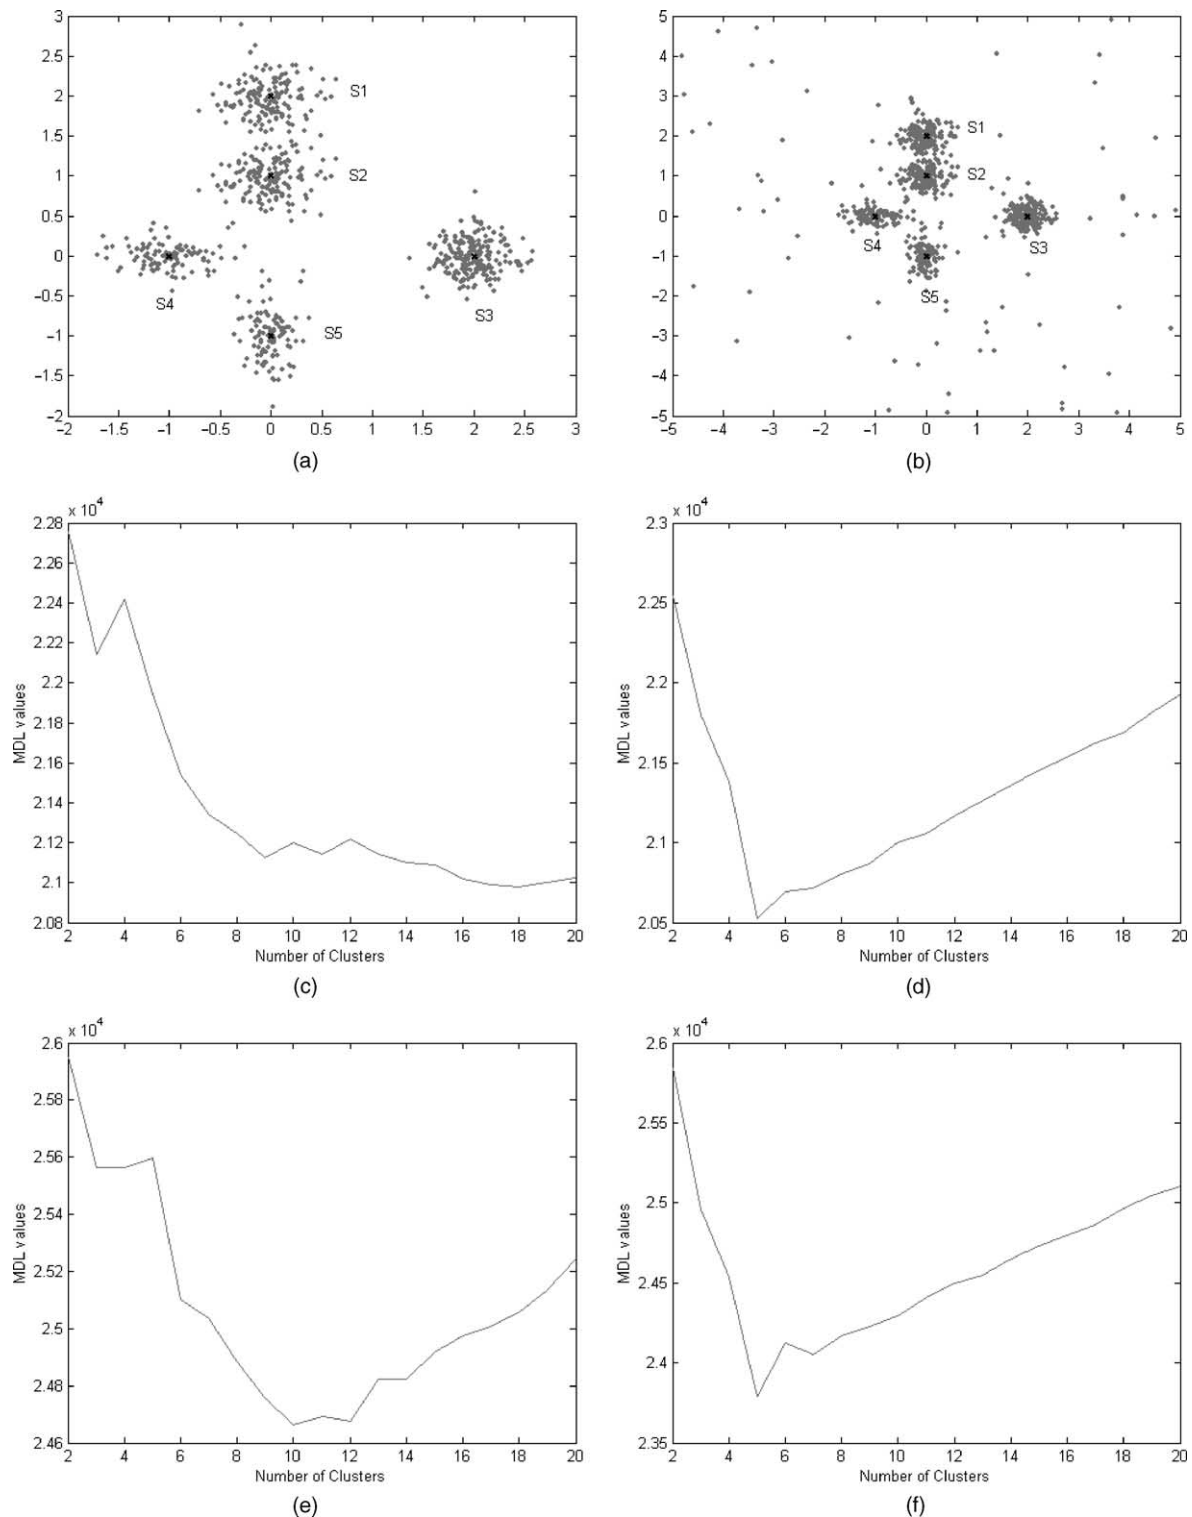 3
2.5
2
1.5
1
0.5
0
−0.5
−1
−1.5
−2
−2 −1.5 −1 −0.5 0 0.5 1 1.5 2 2.5 3
S1
S2
S3
S4
S5
(a)
5
4
3
2
1
0
−1
−2
−3
−4
−5
−5 −4 −3 −2 −1 0 1 2 3 4 5
S1
S2
S4
S3
S5
(b)
x 10^4
2.28
2.26
2.24
2.22
2.2
2.18
2.16
2.14
2.12
2.1
2.08
MDL values
2 4 6 8 10 12 14 16 18 20
Number of Clusters
(c)
x 10^4
2.3
2.25
2.2
2.15
2.1
2.05
MDL values
2 4 6 8 10 12 14 16 18 20
Number of Clusters
(d)
x 10^4
2.6
2.58
2.56
2.54
2.52
2.5
2.48
2.46
MDL values
2 4 6 8 10 12 14 16 18 20
Number of Clusters
(e)
x 10^4
2.6
2.55
2.5
2.45
2.4
2.35
MDL values
2 4 6 8 10 12 14 16 18 20
Number of Clusters
(f)